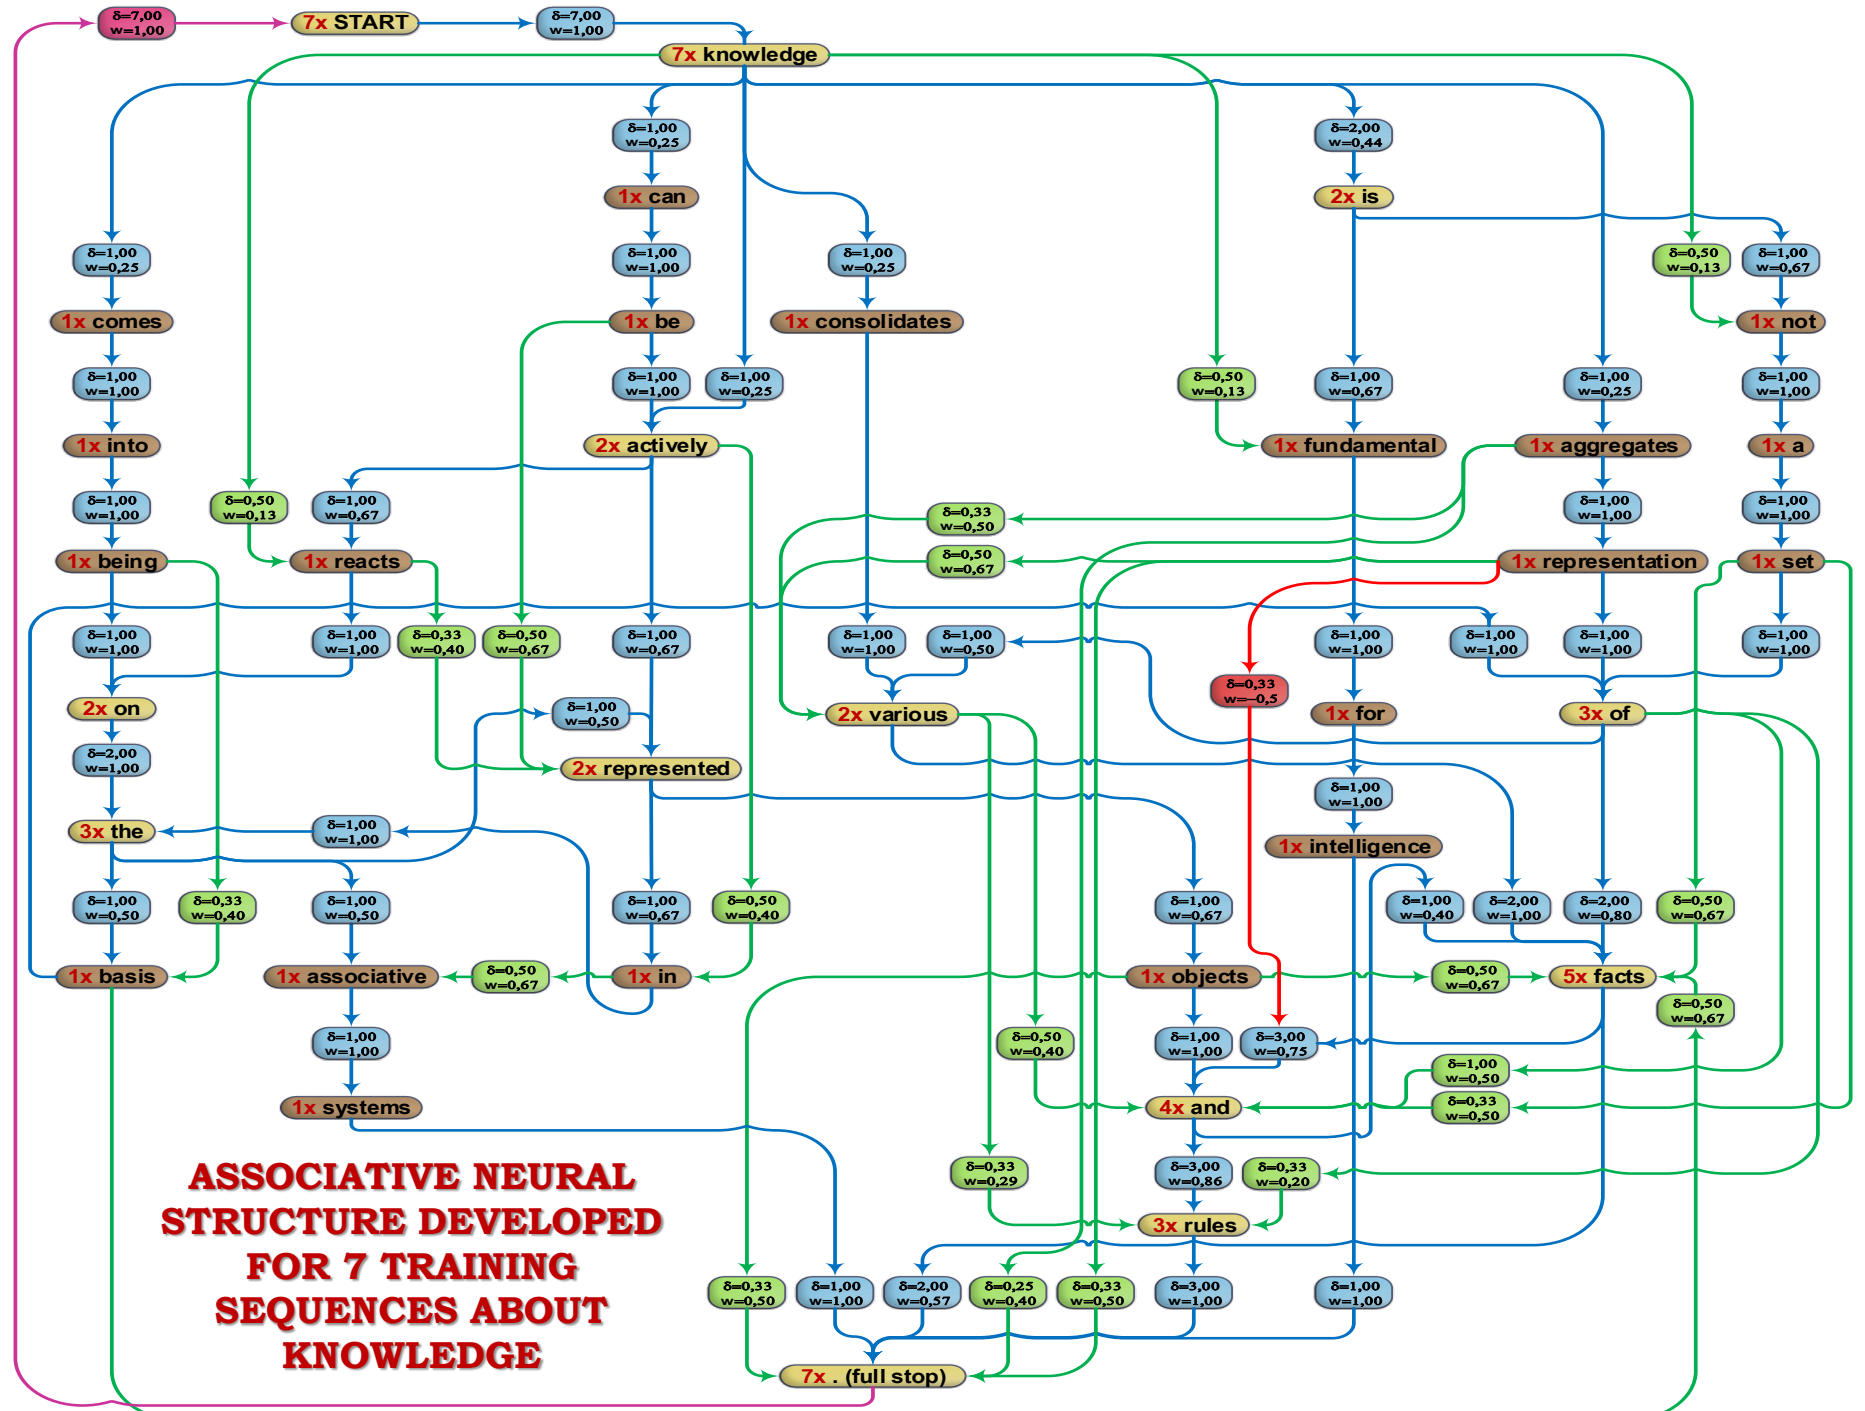 δ=7,00
w=1,00
7x START
δ=7,00
w=1,00
7x knowledge
δ=1,00
w=0,25
δ=2,00
w=0,44
1x can
2x is
δ=1,00
w=0,25
δ=1,00
w=1,00
δ=1,00
w=0,25
δ=0,50
w=0,13
δ=1,00
w=0,67
1x comes
1x be
1x consolidates
1x not
δ=1,00
w=1,00
δ=1,00
w=1,00
δ=1,00
w=0,25
δ=0,50
w=0,13
δ=1,00
w=0,67
δ=1,00
w=0,25
δ=1,00
w=1,00
1x into
2x actively
1x fundamental
1x aggregates
1x a
δ=1,00
w=1,00
δ=0,50
w=0,13
δ=1,00
w=0,67
δ=0,33
w=0,50
δ=1,00
w=1,00
δ=1,00
w=1,00
δ=0,50
w=0,67
1x being
1x reacts
1x representation
1x set
δ=1,00
w=1,00
δ=1,00
w=1,00
δ=0,33
w=0,40
δ=0,50
w=0,67
δ=1,00
w=0,67
δ=1,00
w=1,00
δ=1,00
w=0,50
δ=1,00
w=1,00
δ=1,00
w=1,00
δ=1,00
w=1,00
δ=1,00
w=1,00
δ=0,33
w=−0,5
2x on
δ=1,00
w=0,50
2x various
1x for
3x of
δ=2,00
w=1,00
2x represented
δ=1,00
w=1,00
3x the
δ=1,00
w=1,00
1x intelligence
δ=1,00
w=0,50
δ=0,33
w=0,40
δ=1,00
w=0,50
δ=1,00
w=0,67
δ=0,50
w=0,40
δ=1,00
w=0,67
δ=1,00
w=0,40
δ=2,00
w=1,00
δ=2,00
w=0,80
δ=0,50
w=0,67
1x basis
1x associative
δ=0,50
w=0,67
1x in
1x objects
δ=0,50
w=0,67
5x facts
δ=0,50
w=0,67
δ=1,00
w=1,00
δ=0,50
w=0,40
δ=1,00
w=1,00
δ=3,00
w=0,75
δ=1,00
w=0,50
1x systems
4x and
δ=0,33
w=0,50
δ=0,33
w=0,29
δ=3,00
w=0,86
δ=0,33
w=0,20
3x rules
δ=0,33
w=0,50
δ=1,00
w=1,00
δ=2,00
w=0,57
δ=0,25
w=0,40
δ=0,33
w=0,50
δ=3,00
w=1,00
δ=1,00
w=1,00
7x . (full stop)
ASSOCIATIVE NEURAL
STRUCTURE DEVELOPED
FOR 7 TRAINING
SEQUENCES ABOUT
KNOWLEDGE